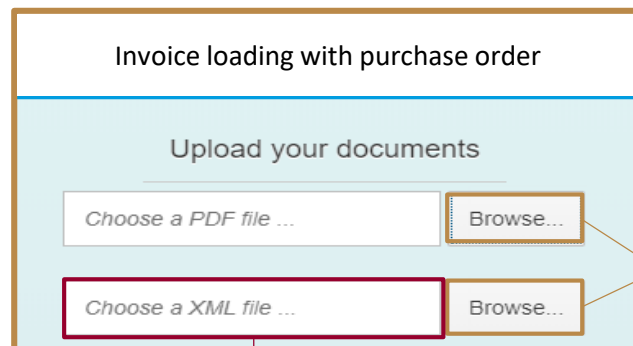 Invoice loading with purchase order
Upload your documents
Choose a PDF file ... Browse...
Choose a XML file ... Browse...